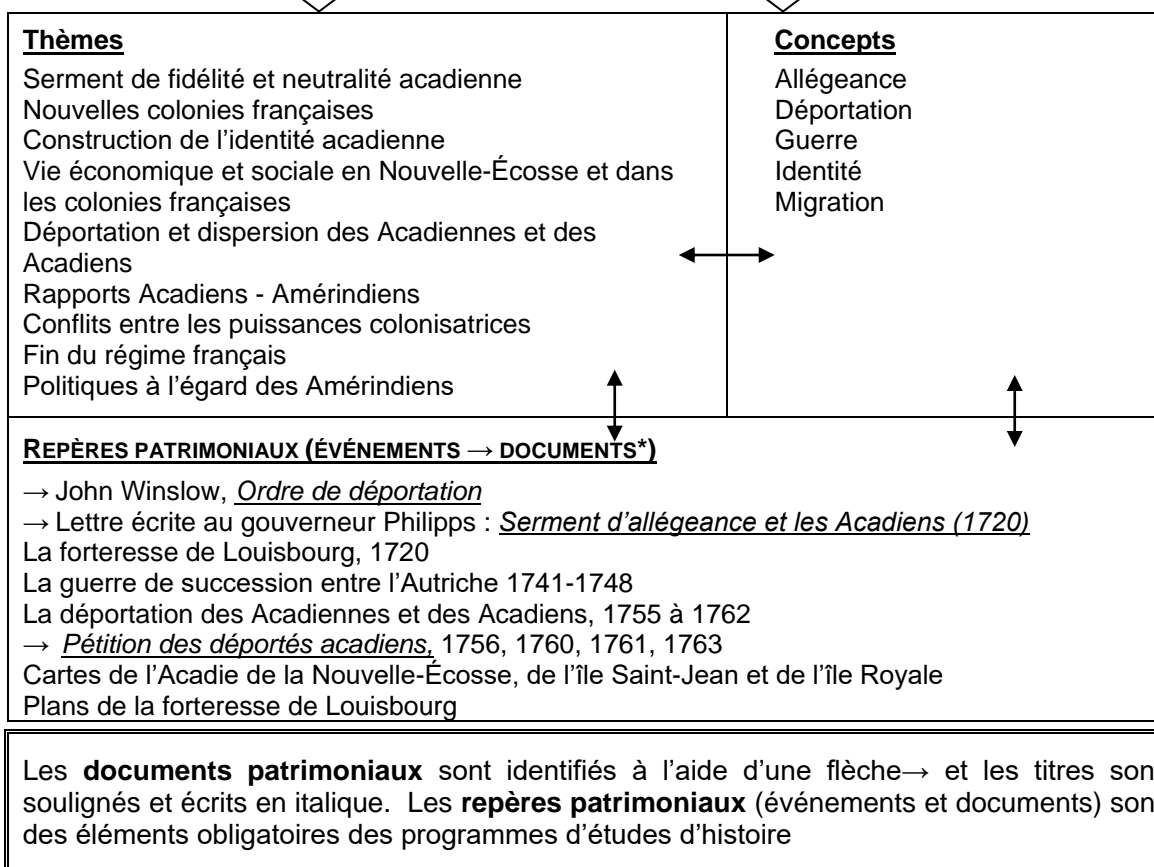 Thèmes
Serment de fidélité et neutralité acadienne
Nouvelles colonies françaises
Construction de l'identité acadienne
Vie économique et sociale en Nouvelle-Écosse et dans
les colonies françaises
Déportation et dispersion des Acadiennes et des
Acadiens
Rapports Acadiens - Amérindiens
Conflits entre les puissances colonisatrices
Fin du régime français
Politiques à l'égard des Amérindiens
Concepts
Allégeance
Déportation
Guerre
Identité
Migration
REPÈRES PATRIMONIAUX (ÉVÉNEMENTS → DOCUMENTS*)
→ John Winslow, Ordre de déportation
→ Lettre écrite au gouverneur Philipps : Serment d'allégeance et les Acadiens (1720)
La forteresse de Louisbourg, 1720
La guerre de succession entre l'Autriche 1741-1748
La déportation des Acadiennes et des Acadiens, 1755 à 1762
→ Pétition des déportés acadiens, 1756, 1760, 1761, 1763
Cartes de l'Acadie de la Nouvelle-Écosse, de l'île Saint-Jean et de l'île Royale
Plans de la forteresse de Louisbourg
Les documents patrimoniaux sont identifiés à l'aide d'une flèche→ et les titres son
soulignés et écrits en italique. Les repères patrimoniaux (événements et documents) son
des éléments obligatoires des programmes d'études d'histoire